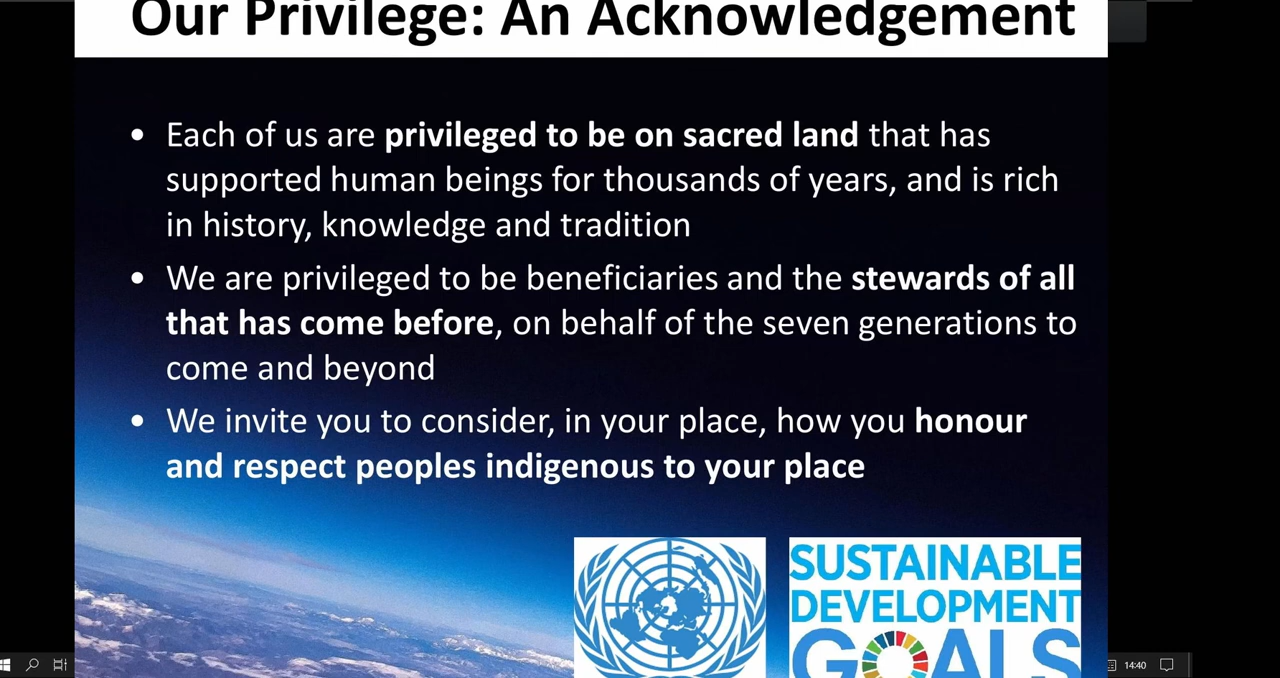 Our Privilege: An Acknowledgement
• Each of us are privileged to be on sacred land that has
supported human beings for thousands of years, and is rich
in history, knowledge and tradition
• We are privileged to be beneficiaries and the stewards of all
that has come before, on behalf of the seven generations to
come and beyond
• We invite you to consider, in your place, how you honour
and respect peoples indigenous to your place
SUSTAINABLE
DEVELOPMENT
GOALS
14:40